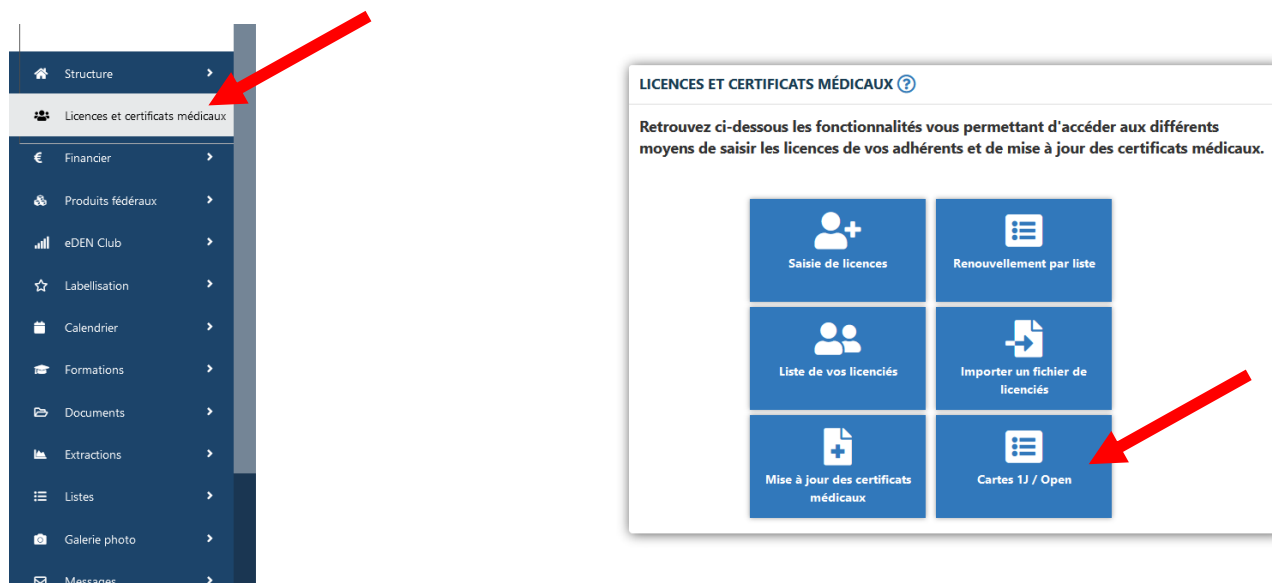 Structure
Licences et certificats médicaux
Financier
Produits fédéraux
eDEN Club
Labellisation
Calendrier
Formations
Documents
Extractions
Listes
Galerie photo
Messages
LICENCES ET CERTIFICATS MÉDICAUX ?
Retrouvez ci-dessous les fonctionnalités vous permettant d'accéder aux différents
moyens de saisir les licences de vos adhérents et de mise à jour des certificats médicaux.
Saisie de licences
Renouvellement par liste
Liste de vos licenciés
Importer un fichier de
licenciés
Mise à jour des certificats
médicaux
Cartes 1J / Open